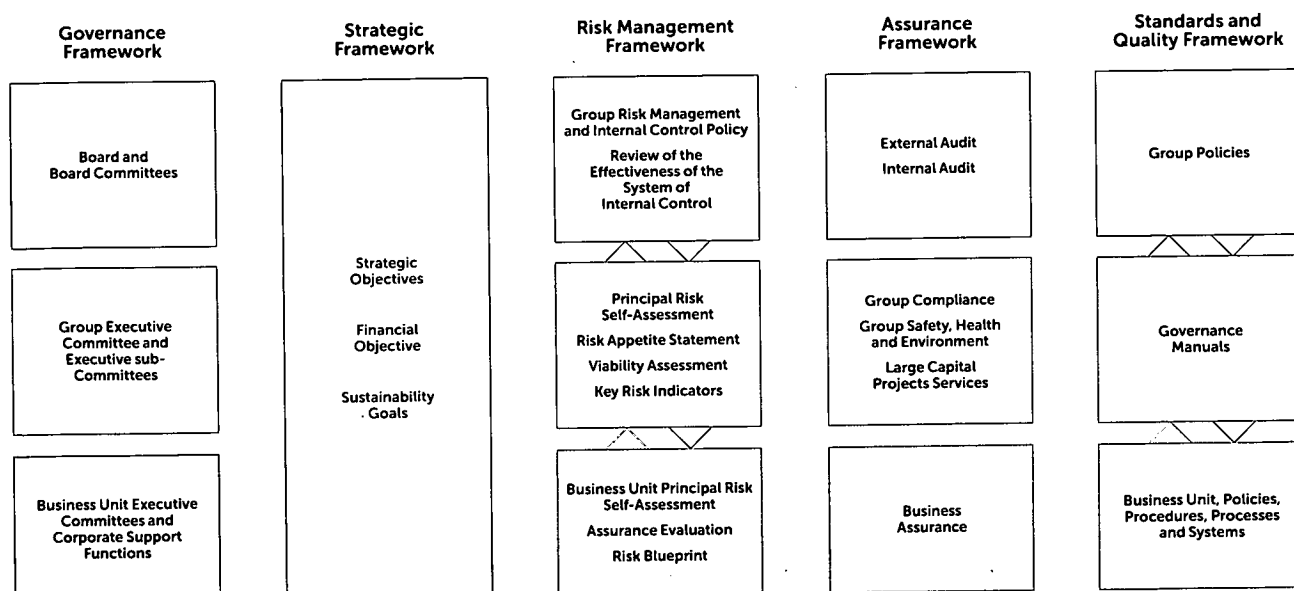 Governance
Framework
Strategic
Framework
Risk Management
Framework
Assurance
Framework
Standards and
Quality Framework
Board and
Board Committees
Group Executive
Committee and
Executive sub-
Committees
Business Unit Executive
Committees and
Corporate Support
Functions
Strategic
Objectives
Financial
Objective
Sustainability
Goals
Group Risk Management
and Internal Control Policy
Review of the
Effectiveness of the
System of
Internal Control
Principal Risk
Self-Assessment
Risk Appetite Statement
Viability Assessment
Key Risk Indicators
Business Unit Principal Risk
Self-Assessment
Assurance Evaluation
Risk Blueprint
External Audit
Internal Audit
Group Compliance
Group Safety, Health
and Environment
Large Capital
Projects Services
Business
Assurance
Group Policies
Governance
Manuals
Business Unit, Policies,
Procedures, Processes
and Systems